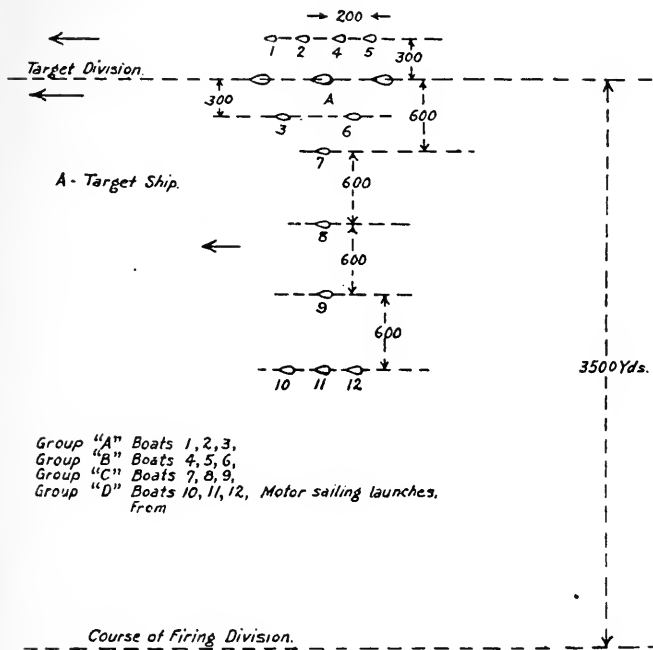 200
1 2 4 5
300
Target Division.
300
A
3 6
600
7
A - Target Ship.
600
8
600
9
600
3500 Yds.
10 11 12
Group "A" Boats 1, 2, 3,
Group "B" Boats 4, 5, 6,
Group "C" Boats 7, 8, 9,
Group "D" Boats 10, 11, 12, Motor sailing launches.
From
Course of Firing Division.